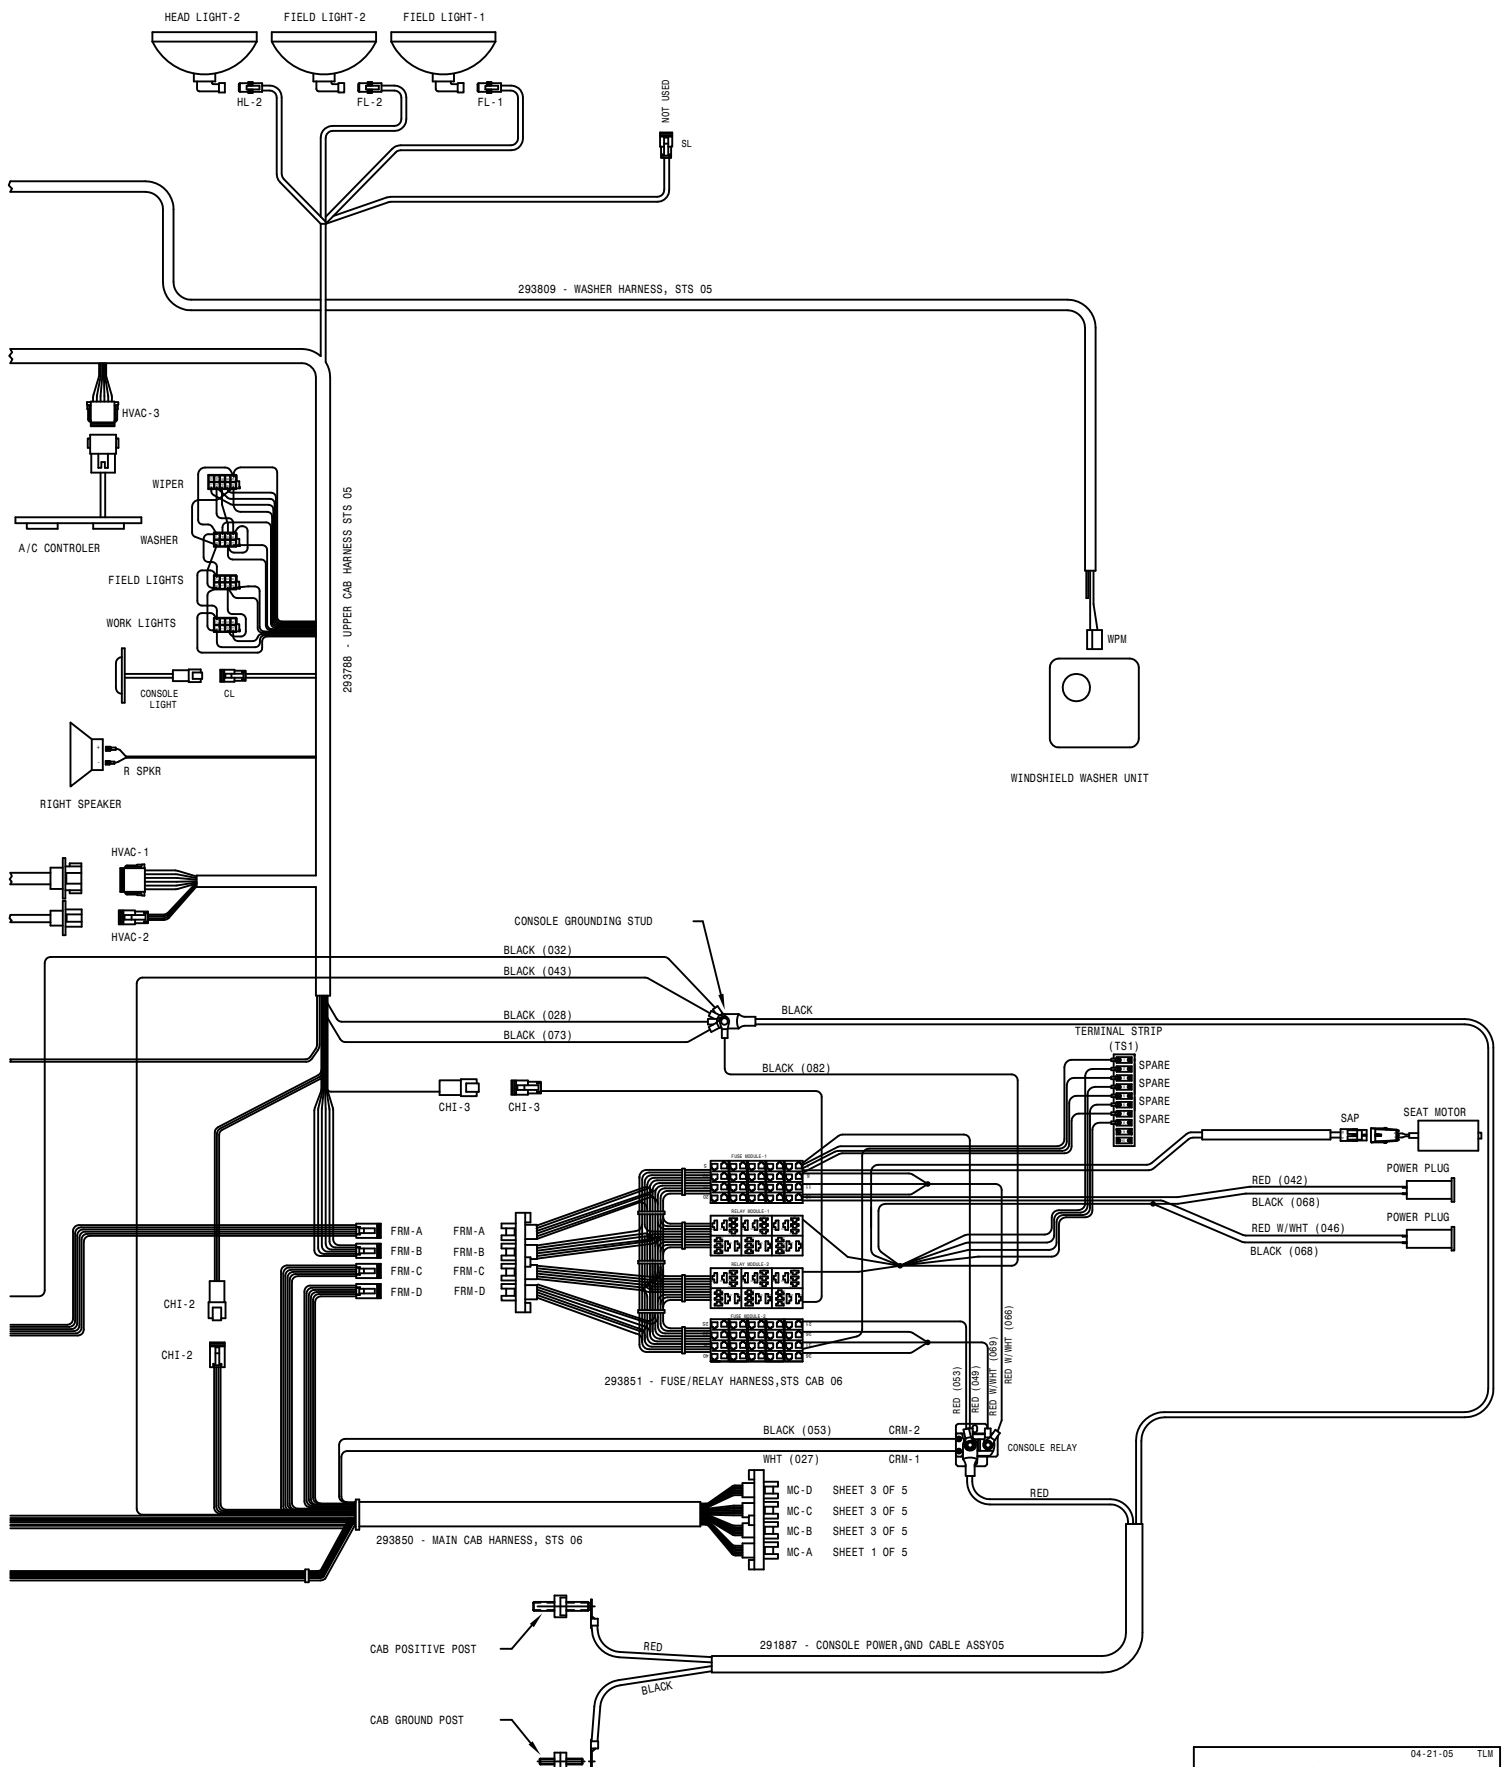 HEAD LIGHT-2
FIELD LIGHT-2
FIELD LIGHT-1
HL-2
FL-2
FL-1
NOT USED
SL
293809 - WASHER HARNESS, STS 05
HVAC-3
A/C CONTROLER
WIPER
WASHER
FIELD LIGHTS
WORK LIGHTS
293788 - UPPER CAB HARNESS STS 05
CONSOLE
LIGHT
CL
WPM
R SPKR
RIGHT SPEAKER
WINDSHIELD WASHER UNIT
HVAC-1
HVAC-2
CONSOLE GROUNDING STUD
BLACK (032)
BLACK (043)
BLACK (028)
BLACK (073)
BLACK
BLACK (082)
TERMINAL STRIP
(TS1)
SPARE
SPARE
SPARE
SPARE
CHI-3
CHI-3
SAP
SEAT MOTOR
FUSE MODULE-1
POWER PLUG
RED (042)
BLACK (068)
POWER PLUG
RED W/WHT (046)
BLACK (068)
RELAY MODULE-1
RELAY MODULE-2
FRM-A
FRM-B
FRM-C
FRM-D
FRM-A
FRM-B
FRM-C
FRM-D
CHI-2
CHI-2
293851 - FUSE/RELAY HARNESS,STS CAB 06
RED (053)
RED (049)
RED W/WHT (069)
RED W/WHT (066)
BLACK (053)
CRM-2
WHT (027)
CRM-1
CONSOLE RELAY
RED
MC-D SHEET 3 OF 5
MC-C SHEET 3 OF 5
MC-B SHEET 3 OF 5
MC-A SHEET 1 OF 5
293850 - MAIN CAB HARNESS, STS 06
CAB POSITIVE POST
RED
291887 - CONSOLE POWER,GND CABLE ASSY05
BLACK
CAB GROUND POST
04-21-05 TLM